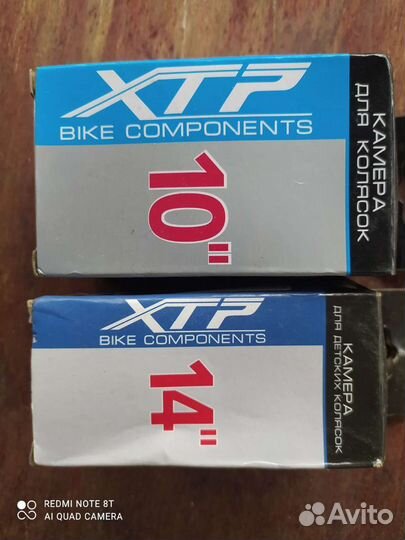 XTP
BIKE COMPONENTS
10"
КАМЕРА
ДЛЯ КОЛЯСОК
XTP
BIKE COMPONENTS
14"
КАМЕРА
ДЛЯ ДЕТСКИХ КОЛЯСОК
REDMI NOTE 8T
AI QUAD CAMERA
Avito